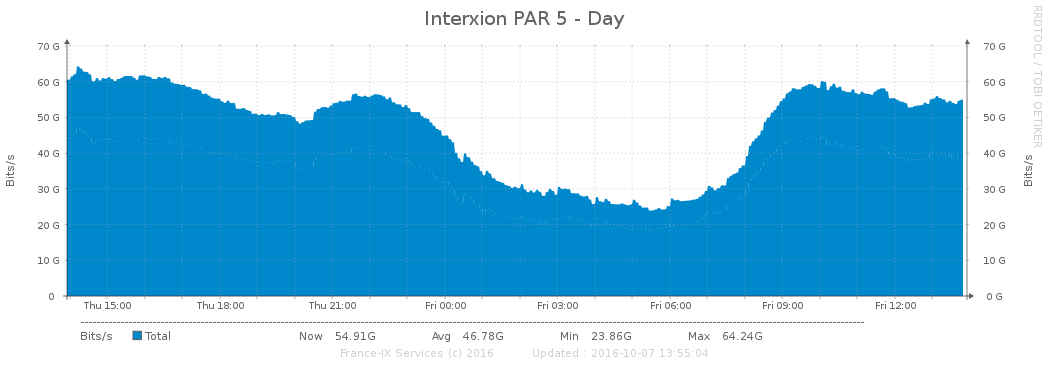 Interxion PAR 5 - Day
RRDTOOL / TOBI OETIKER
Bits/s
Bits/s
70 G 70 G
60 G 60 G
50 G 50 G
40 G 40 G
30 G 30 G
20 G 20 G
10 G 10 G
0 0 G
Thu 15:00 Thu 18:00 Thu 21:00 Fri 00:00 Fri 03:00 Fri 06:00 Fri 09:00 Fri 12:00
Bits/s Total Now 54.91G Avg 46.78G Min 23.86G Max 64.24G
France-IX Services (c) 2016 Updated : 2016-10-07 13:55:04